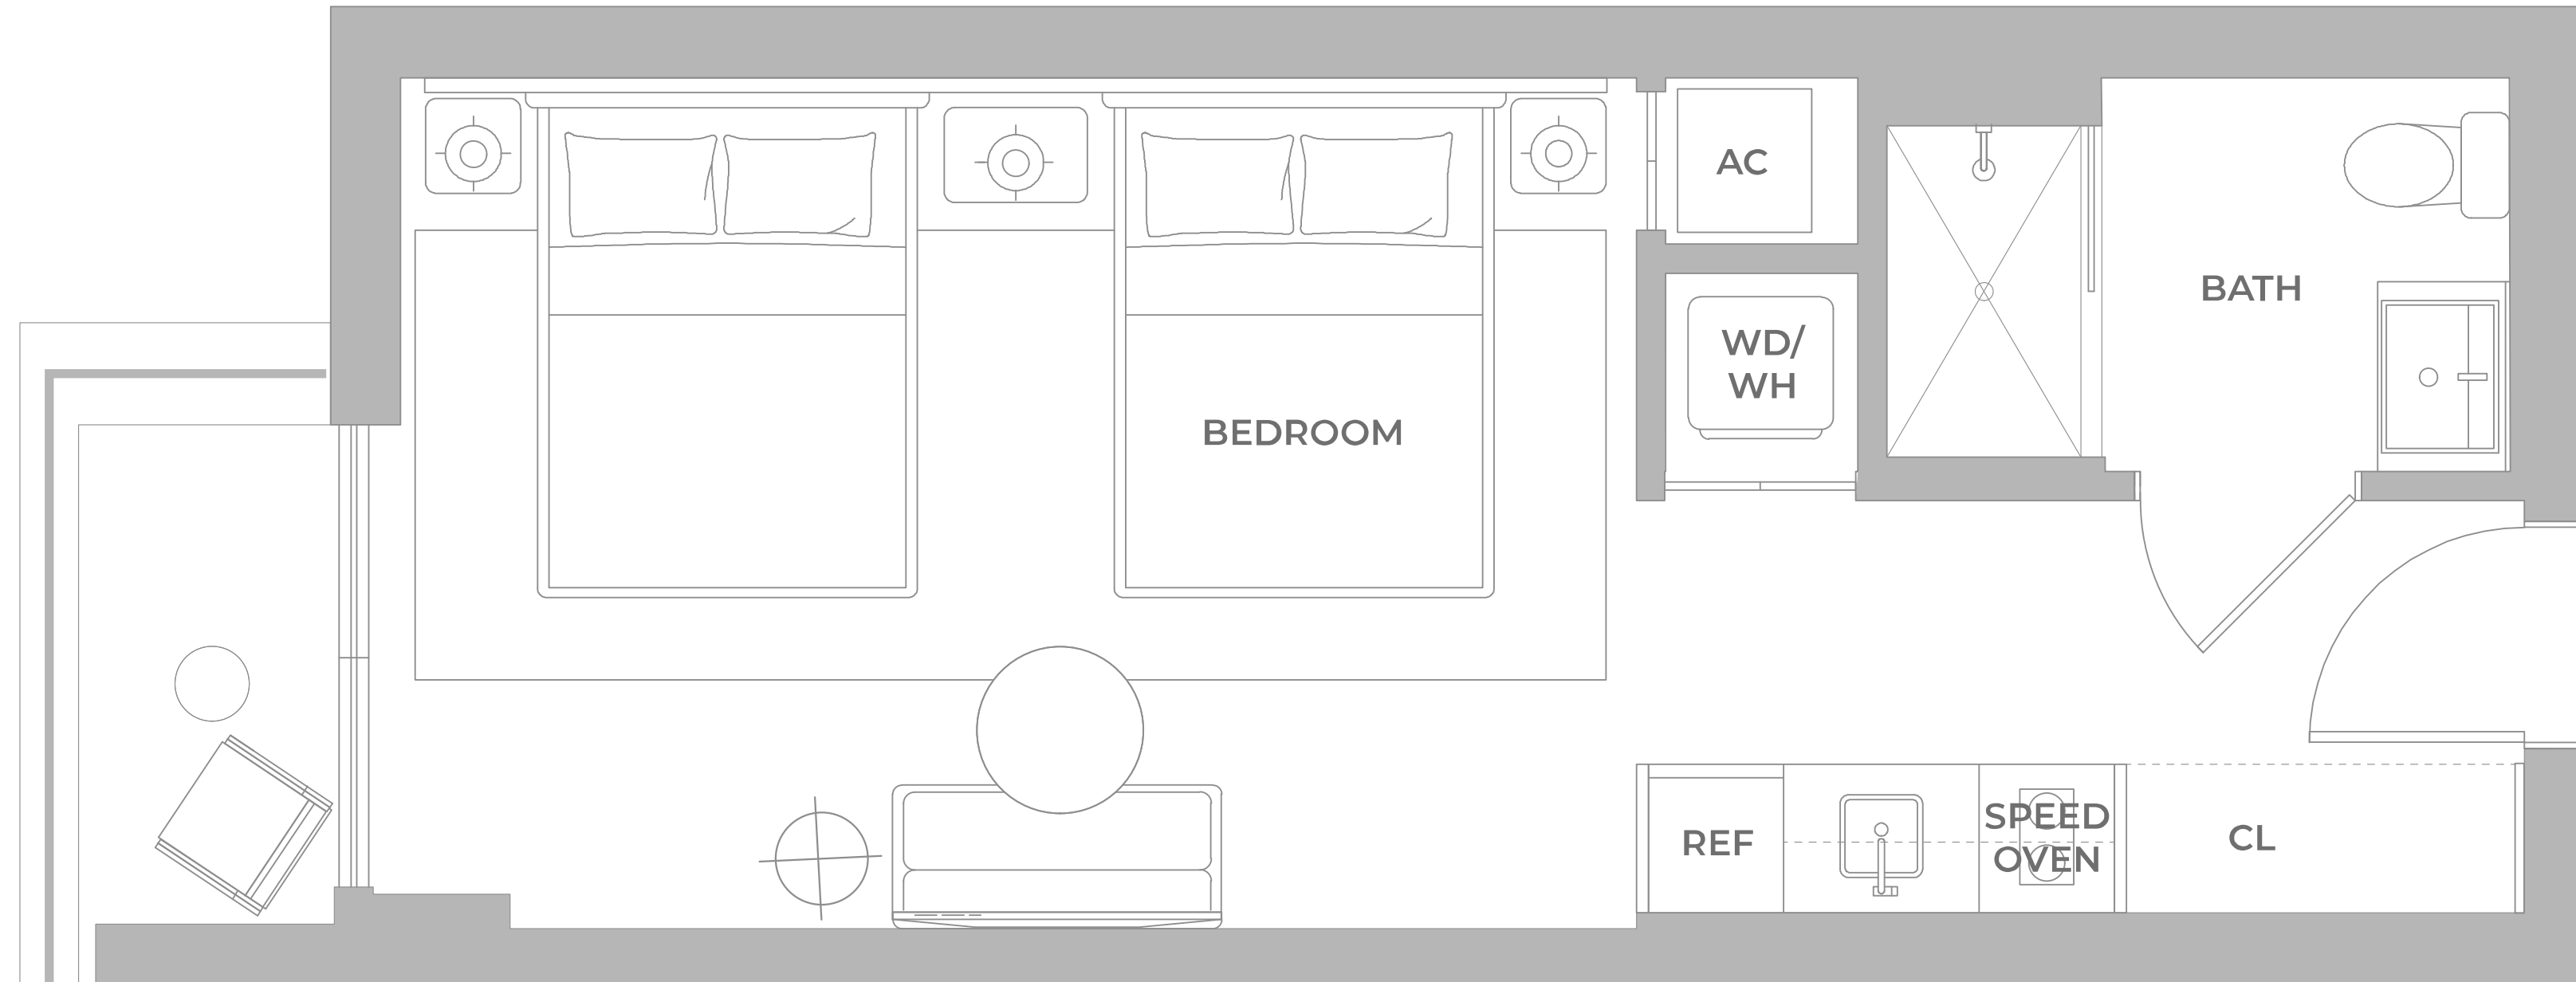 AC
BATH
WD/
WH
BEDROOM
REF
SPEED
OVEN
CL